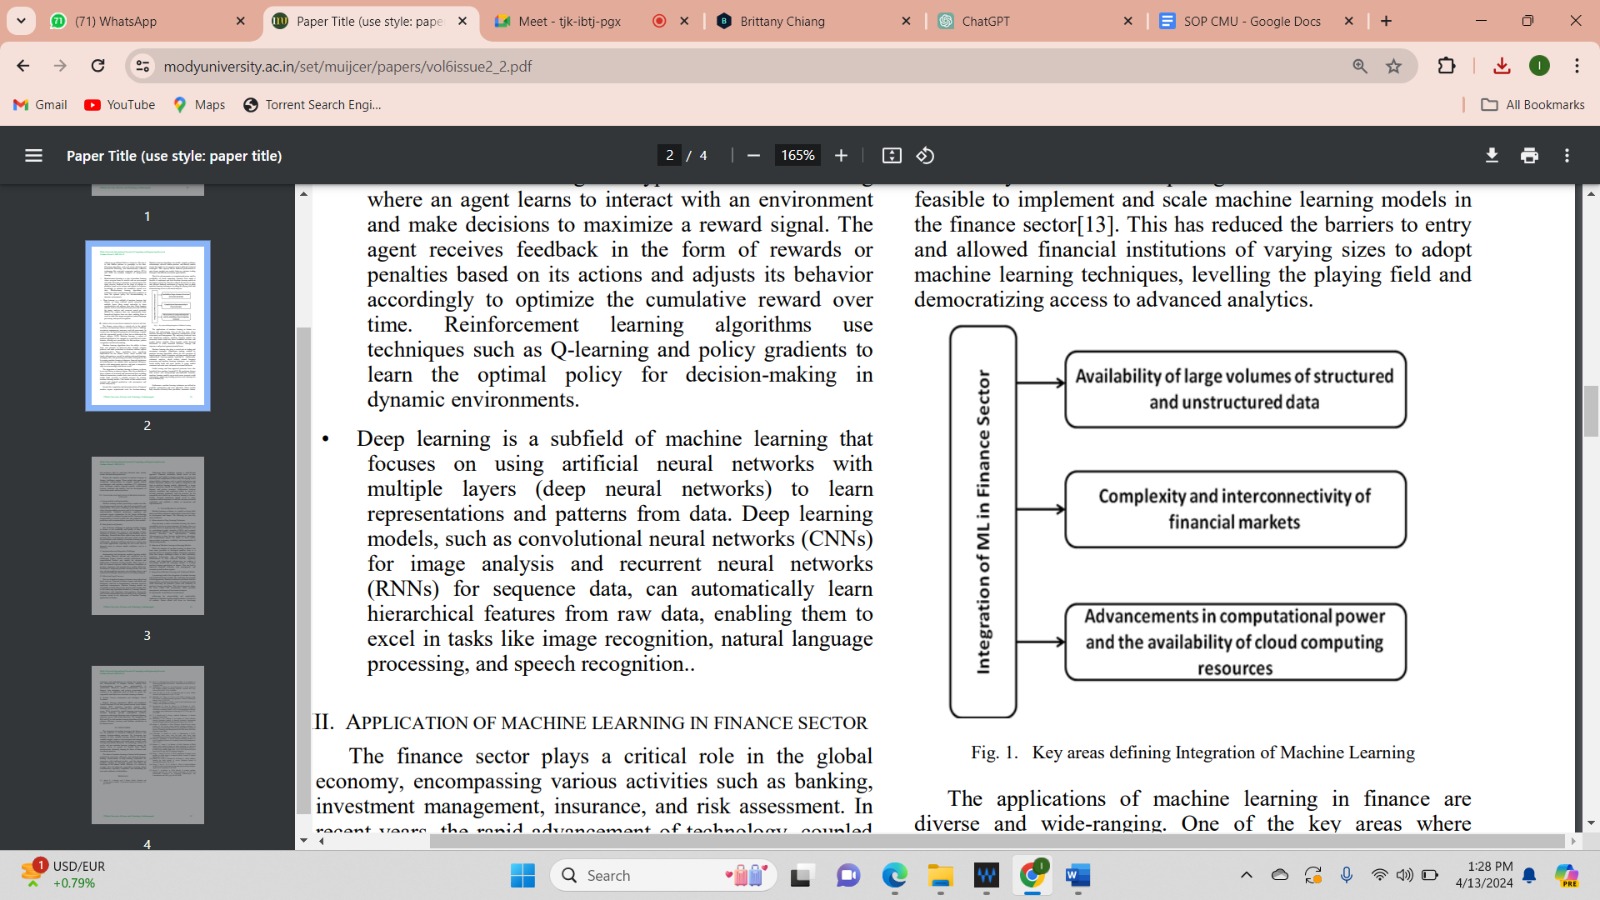 (71) WhatsApp
Paper Title (use style: pape
Meet - tjk-ibtj-pgx
Brittany Chiang
ChatGPT
SOP CMU - Google Docs
modyuniversity.ac.in/set/muijcer/papers/vol6issue2_2.pdf
Gmail
YouTube
Maps
Torrent Search Engi...
All Bookmarks
Paper Title (use style: paper title)
2 / 4
165%
1
2
3
4
where an agent learns to interact with an environment
and make decisions to maximize a reward signal. The
agent receives feedback in the form of rewards or
penalties based on its actions and adjusts its behavior
accordingly to optimize the cumulative reward over
time. Reinforcement learning algorithms use
techniques such as Q-learning and policy gradients to
learn the optimal policy for decision-making in
dynamic environments.
• Deep learning is a subfield of machine learning that
focuses on using artificial neural networks with
multiple layers (deep neural networks) to learn
representations and patterns from data. Deep learning
models, such as convolutional neural networks (CNNs)
for image analysis and recurrent neural networks
(RNNs) for sequence data, can automatically learn
hierarchical features from raw data, enabling them to
excel in tasks like image recognition, natural language
processing, and speech recognition..
II. APPLICATION OF MACHINE LEARNING IN FINANCE SECTOR
The finance sector plays a critical role in the global
economy, encompassing various activities such as banking,
investment management, insurance, and risk assessment. In
recent years, the rapid advancement of technology, coupled
feasible to implement and scale machine learning models in
the finance sector[13]. This has reduced the barriers to entry
and allowed financial institutions of varying sizes to adopt
machine learning techniques, levelling the playing field and
democratizing access to advanced analytics.
Integration of ML in Finance Sector
Availability of large volumes of structured
and unstructured data
Complexity and interconnectivity of
financial markets
Advancements in computational power
and the availability of cloud computing
resources
Fig. 1. Key areas defining Integration of Machine Learning
The applications of machine learning in finance are
diverse and wide-ranging. One of the key areas where
1
USD/EUR
+0.79%
Search
1:28 PM
4/13/2024